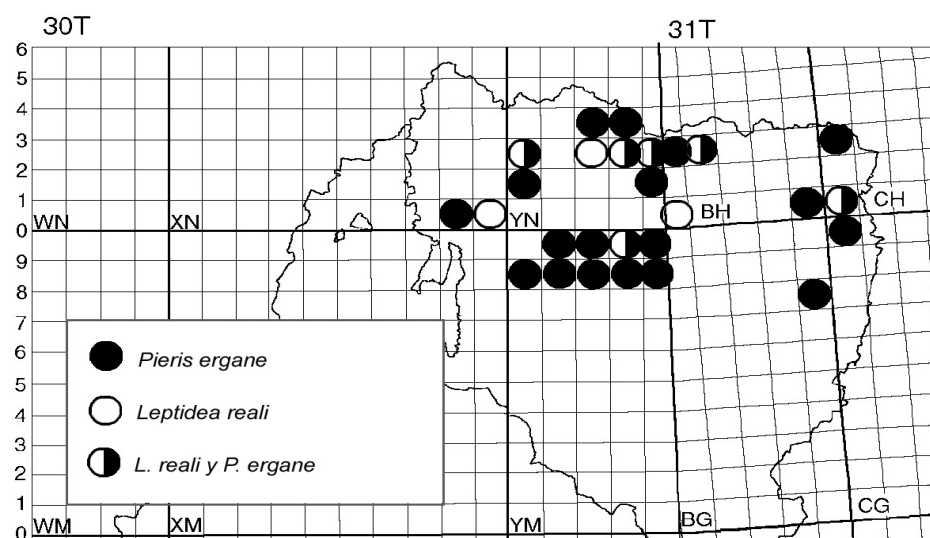 30T
31T
6
5
4
3
2
1
WN XN YN BH CH
0
9
8
7
6
5
4
3
2
1
0
Pieris ergane
Leptidea reali
L. reali y P. ergane
WM XM YM BG CG